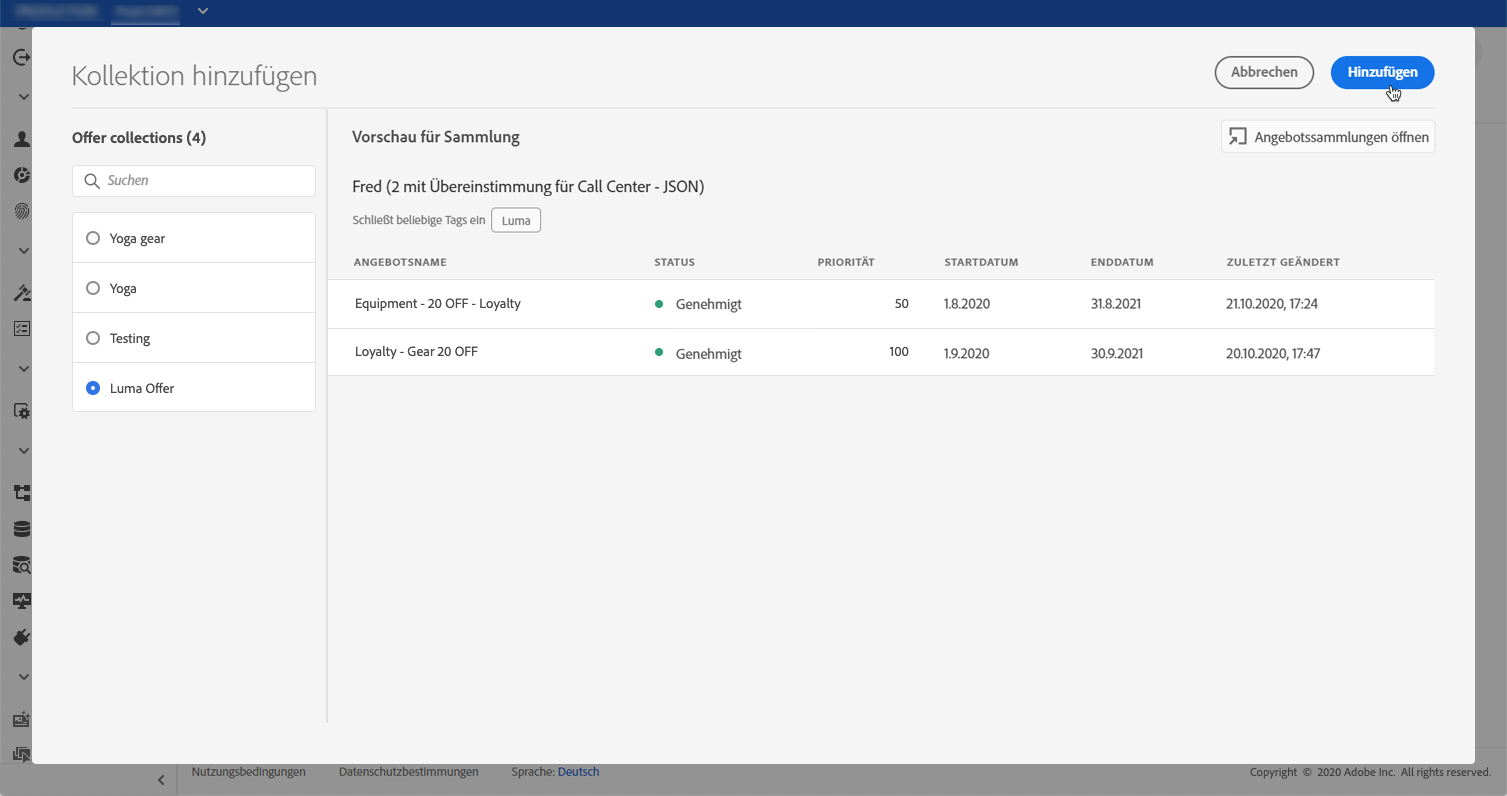 Kollektion hinzufügen
Abbrechen
Hinzufügen
Offer collections (4)
Suchen
Yoga gear
Yoga
Testing
Luma Offer
Vorschau für Sammlung
Angebotssammlungen öffnen
Fred (2 mit Übereinstimmung für Call Center - JSON)
Schließt beliebige Tags ein Luma
ANGEBOTSNAME STATUS PRIORITÄT STARTDATUM ENDDATUM ZULETZT GEÄNDERT
Equipment - 20 OFF - Loyalty Genehmigt 50 1.8.2020 31.8.2021 21.10.2020, 17:24
Loyalty - Gear 20 OFF Genehmigt 100 1.9.2020 30.9.2021 20.10.2020, 17:47
Nutzungsbedingungen Datenschutzbestimmungen Sprache: Deutsch Copyright © 2020 Adobe Inc. All rights reserved.